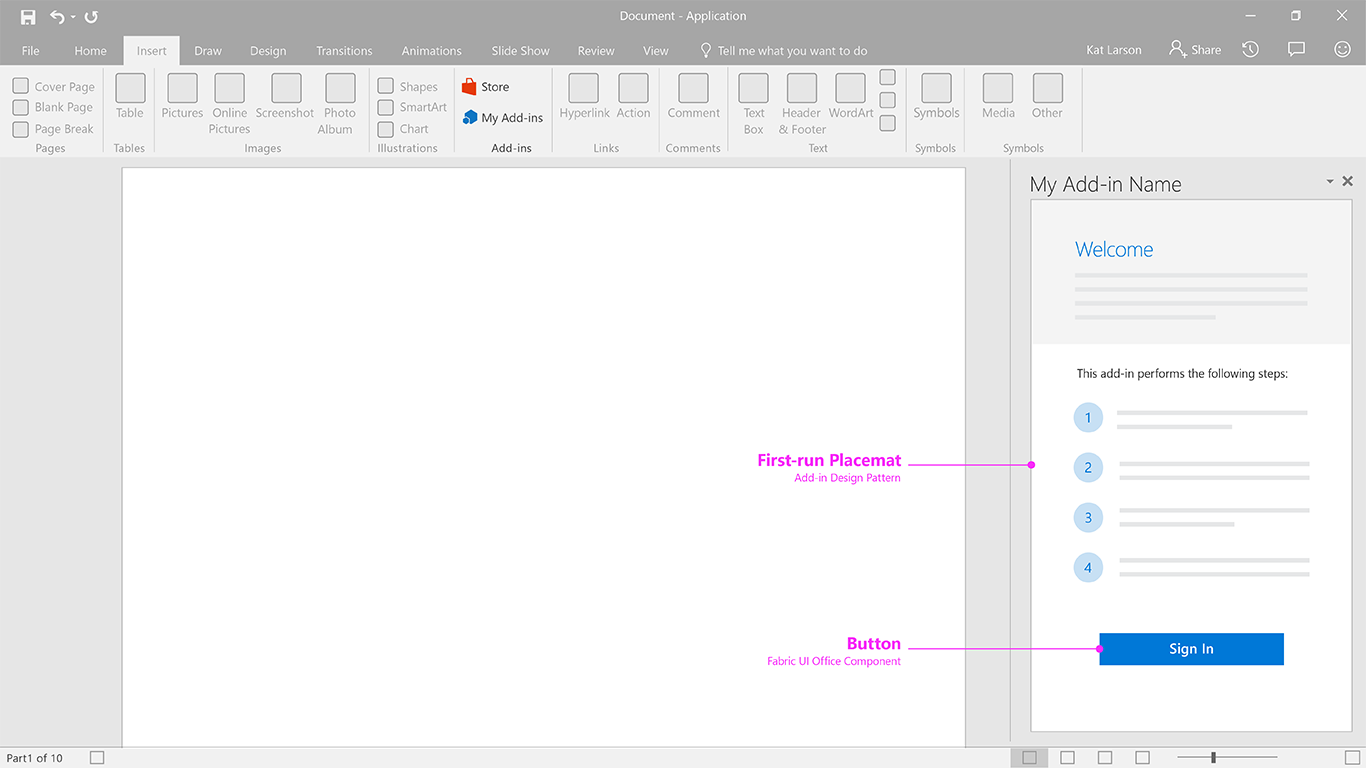 Document - Application
File Home Insert Draw Design Transitions Animations Slide Show Review View Tell me what you want to do Kat Larson Share
Cover Page
Blank Page
Page Break
Pages
Table
Tables
Pictures
Online
Pictures
Screenshot
Photo
Album
Images
Shapes
SmartArt
Chart
Illustrations
Store
My Add-ins
Add-ins
Hyperlink
Action
Links
Comment
Comments
Text
Box
Header
& Footer
WordArt
Text
Symbols
Symbols
Media
Other
Symbols
My Add-in Name
Welcome
This add-in performs the following steps:
1
2
3
4
First-run Placemat
Add-in Design Pattern
Button
Fabric UI Office Component
Sign In
Part1 of 10